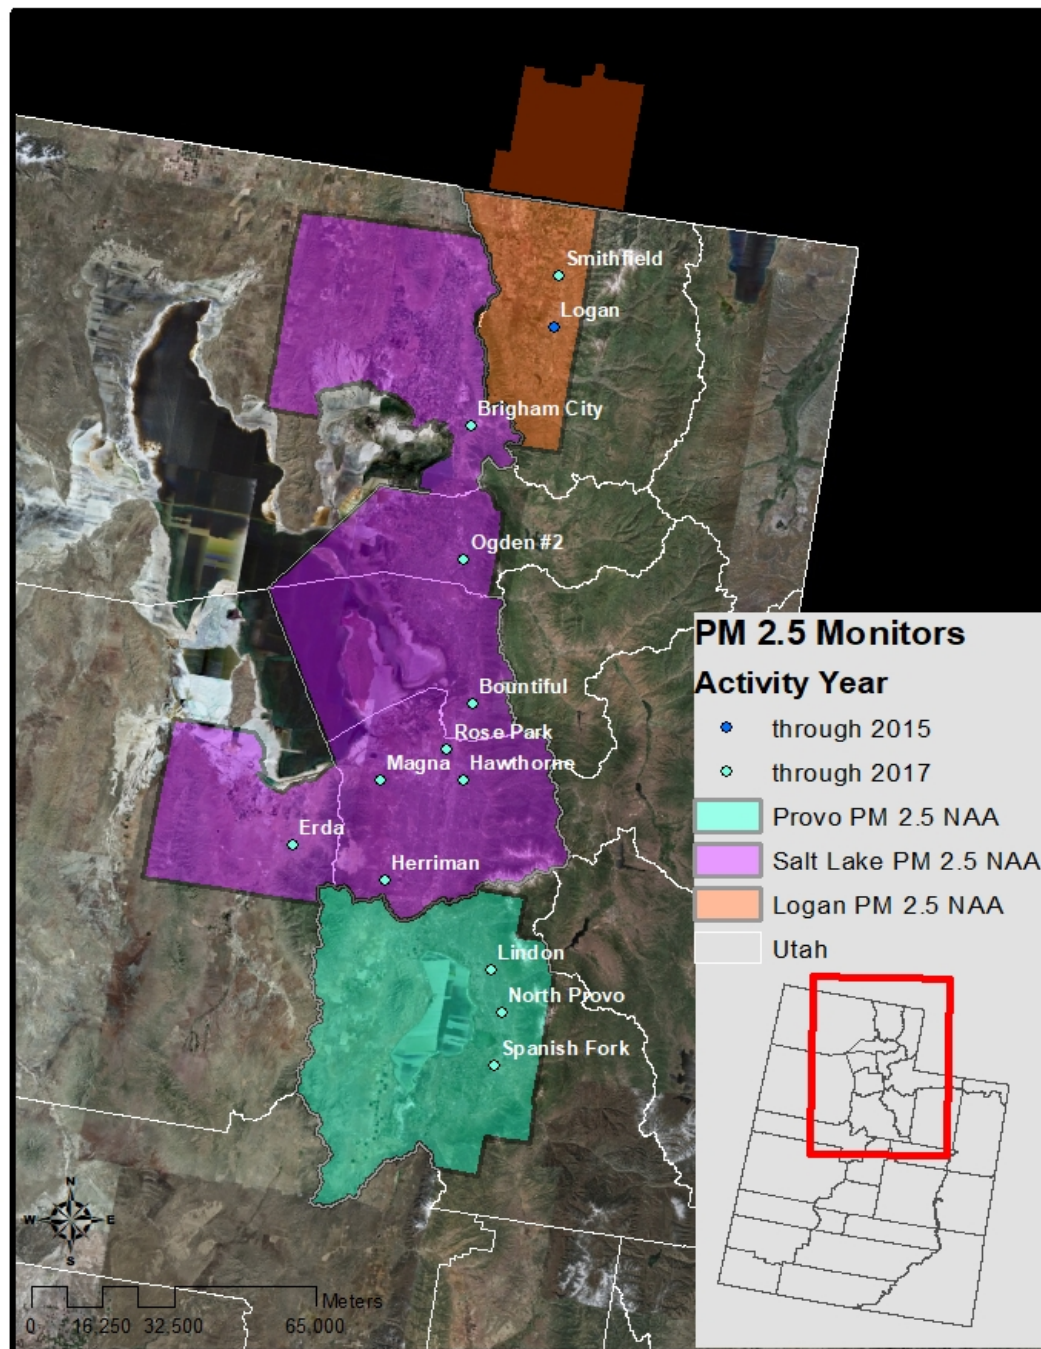 Smithfield
Logan
Brigham City
Ogden #2
Bountiful
Rose Park
Magna
Hawthorne
Erda
Herriman
Lindon
North Provo
Spanish Fork
PM 2.5 Monitors
Activity Year
through 2015
through 2017
Provo PM 2.5 NAA
Salt Lake PM 2.5 NAA
Logan PM 2.5 NAA
Utah
N
W E
S
Meters
0 16,250 32,500 65,000